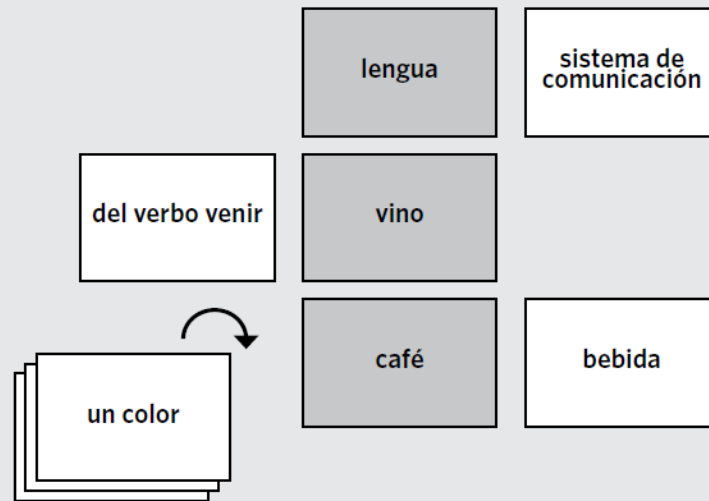 lengua
sistema de
comunicación
del verbo venir
vino
café
bebida
un color